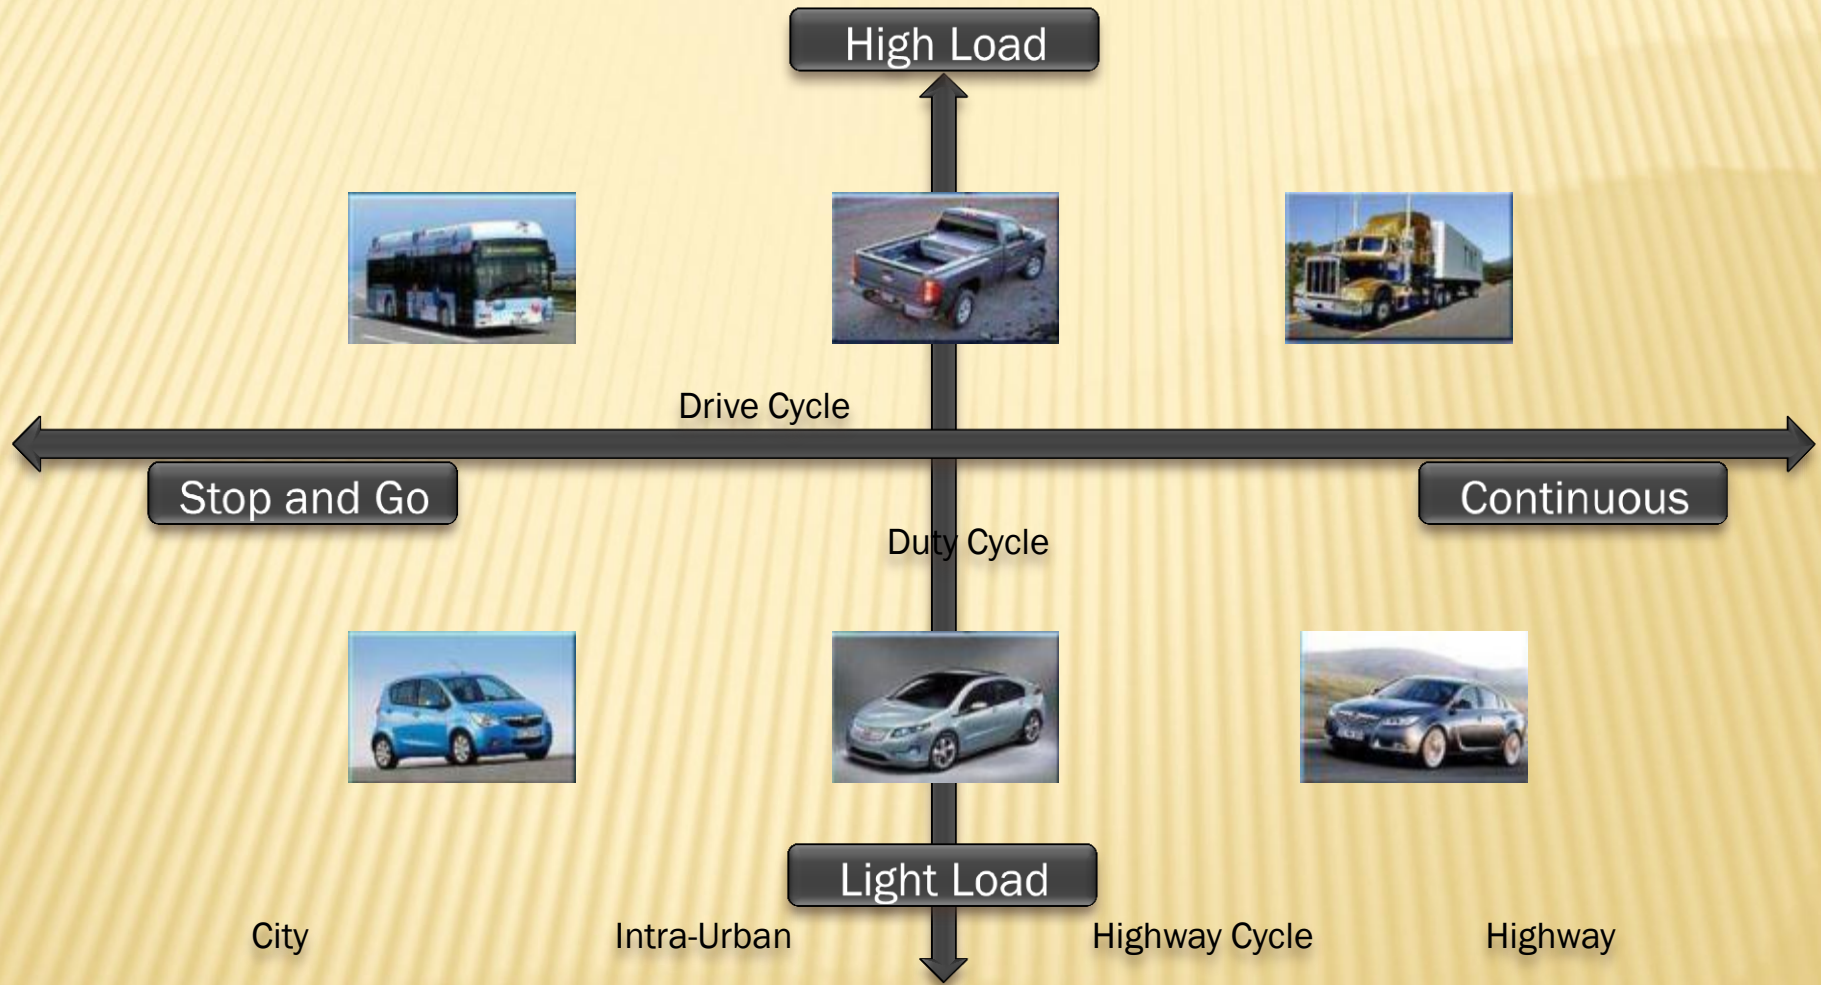 High Load
Drive Cycle
Stop and Go
Continuous
Duty Cycle
Light Load
City
Intra-Urban
Highway Cycle
Highway